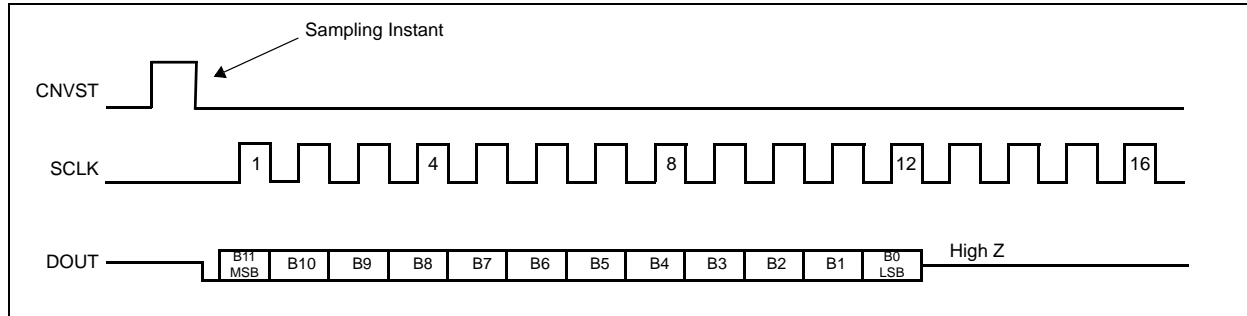 Sampling Instant
CNVST
SCLK
1
4
8
12
16
DOUT
B11
MSB
B10
B9
B8
B7
B6
B5
B4
B3
B2
B1
B0
LSB
High Z